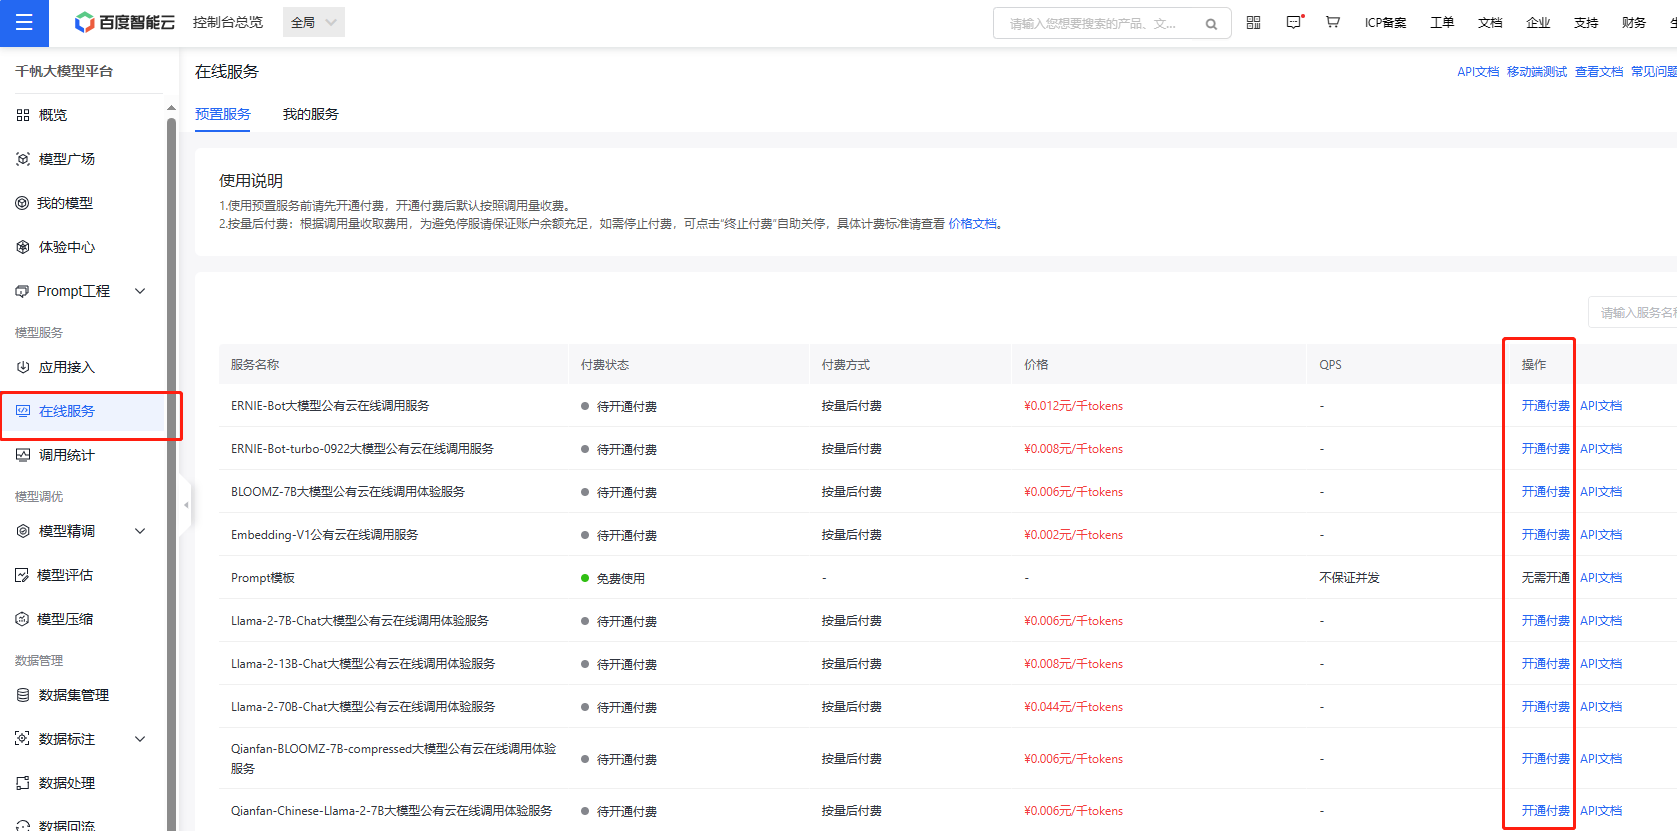 百度智能云 控制台总览 全局 请输入您想要搜索的产品、文... ICP备案 工单 文档 企业 支持 财务
千帆大模型平台
概览
模型广场
我的模型
体验中心
Prompt工程
模型服务
应用接入
在线服务
调用统计
模型调优
模型精调
模型评估
模型压缩
数据管理
数据集管理
数据标注
数据处理
数据回流
在线服务 API文档 移动端测试 查看文档 常见问题
预置服务 我的服务
使用说明
1.使用预置服务前请先开通付费，开通付费后默认按照调用量收费。
2.按量后付费：根据调用量收取费用，为避免停服请保证账户余额充足，如需停止付费，可点击“终止付费”自助关停，具体计费标准请查看 价格文档。
请输入服务名称
服务名称 付费状态 付费方式 价格 QPS 操作
ERNIE-Bot大模型公有云在线调用服务 待开通付费 按量后付费 ¥0.012元/千tokens - 开通付费 API文档
ERNIE-Bot-turbo-0922大模型公有云在线调用服务 待开通付费 按量后付费 ¥0.008元/千tokens - 开通付费 API文档
BLOOMZ-7B大模型公有云在线调用体验服务 待开通付费 按量后付费 ¥0.006元/千tokens - 开通付费 API文档
Embedding-V1公有云在线调用服务 待开通付费 按量后付费 ¥0.002元/千tokens - 开通付费 API文档
Prompt模板 免费使用 - - 不保证并发 无需开通 API文档
Llama-2-7B-Chat大模型公有云在线调用体验服务 待开通付费 按量后付费 ¥0.006元/千tokens - 开通付费 API文档
Llama-2-13B-Chat大模型公有云在线调用体验服务 待开通付费 按量后付费 ¥0.008元/千tokens - 开通付费 API文档
Llama-2-70B-Chat大模型公有云在线调用体验服务 待开通付费 按量后付费 ¥0.044元/千tokens - 开通付费 API文档
Qianfan-BLOOMZ-7B-compressed大模型公有云在线调用体验
服务 待开通付费 按量后付费 ¥0.006元/千tokens - 开通付费 API文档
Qianfan-Chinese-Llama-2-7B大模型公有云在线调用体验服务 待开通付费 按量后付费 ¥0.006元/千tokens - 开通付费 API文档